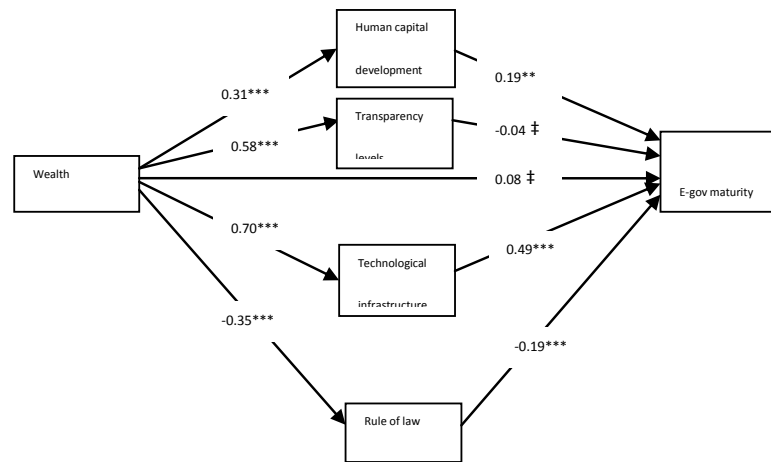 Human capital
development
0.19**
0.31***
Transparency
levels
-0.04 ‡
0.58***
Wealth
0.08 ‡
E-gov maturity
0.70***
Technological
infrastructure
0.49***
-0.35***
-0.19***
Rule of law